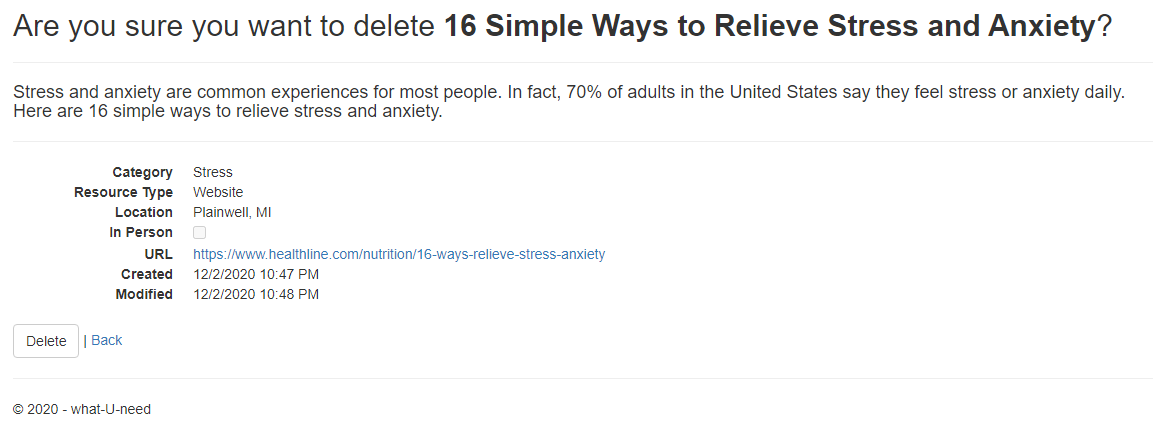 Are you sure you want to delete 16 Simple Ways to Relieve Stress and Anxiety?
Stress and anxiety are common experiences for most people. In fact, 70% of adults in the United States say they feel stress or anxiety daily.
Here are 16 simple ways to relieve stress and anxiety.
Category Stress
Resource Type Website
Location Plainwell, MI
In Person
URL https://www.healthline.com/nutrition/16-ways-relieve-stress-anxiety
Created 12/2/2020 10:47 PM
Modified 12/2/2020 10:48 PM
Delete | Back
© 2020 - what-U-need